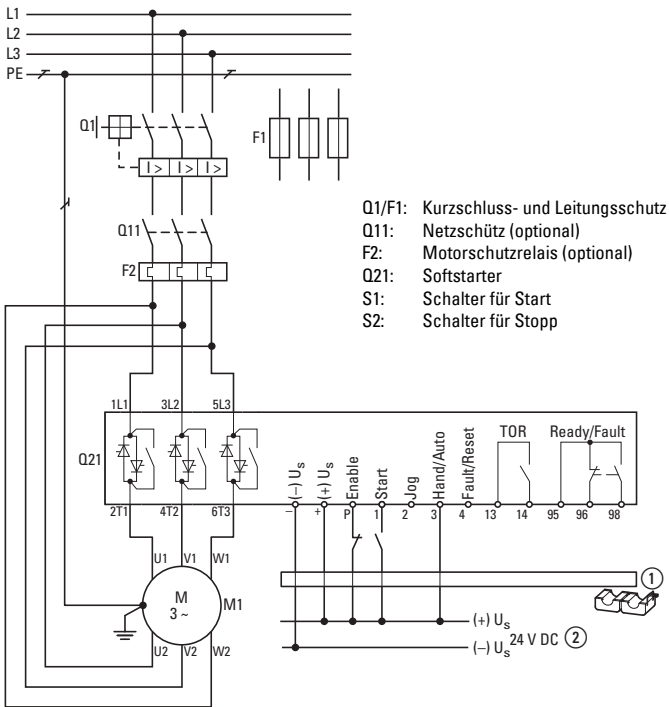 L1
L2
L3
PE
Q1
I > I > I >
F1
Q11
F2
Q1/F1: Kurzschluss- und Leitungsschutz
Q11: Netzschütz (optional)
F2: Motorschutzrelais (optional)
Q21: Softstarter
S1: Schalter für Start
S2: Schalter für Stopp
1L1 3L2 5L3
Q21
2T1 4T2 6T3
(–) Us
(+) Us
Enable
Start
Jog
Hand/Auto
Fault/Reset
TOR
Ready/Fault
– + P 1 2 3 4 13 14 95 96 98
U1 V1 W1
M
3 ~
M1
U2 V2 W2
1
(+) Us
24 V DC 2
(–) Us